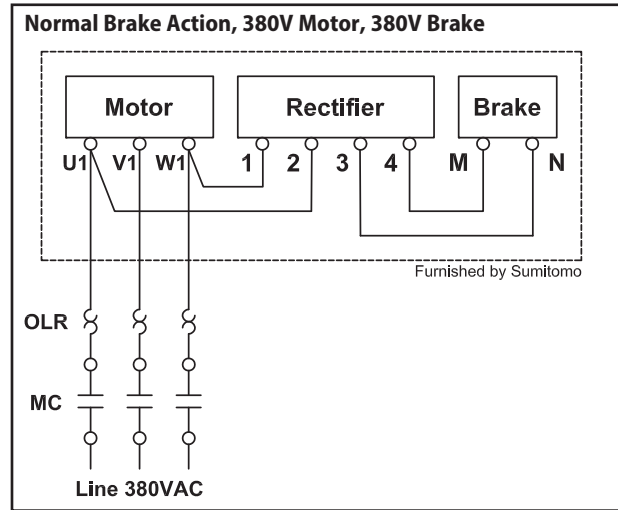 Normal Brake Action, 380V Motor, 380V Brake
Motor Rectifier Brake
U1 V1 W1 1 2 3 4 M N
Furnished by Sumitomo
OLR
MC
Line 380VAC